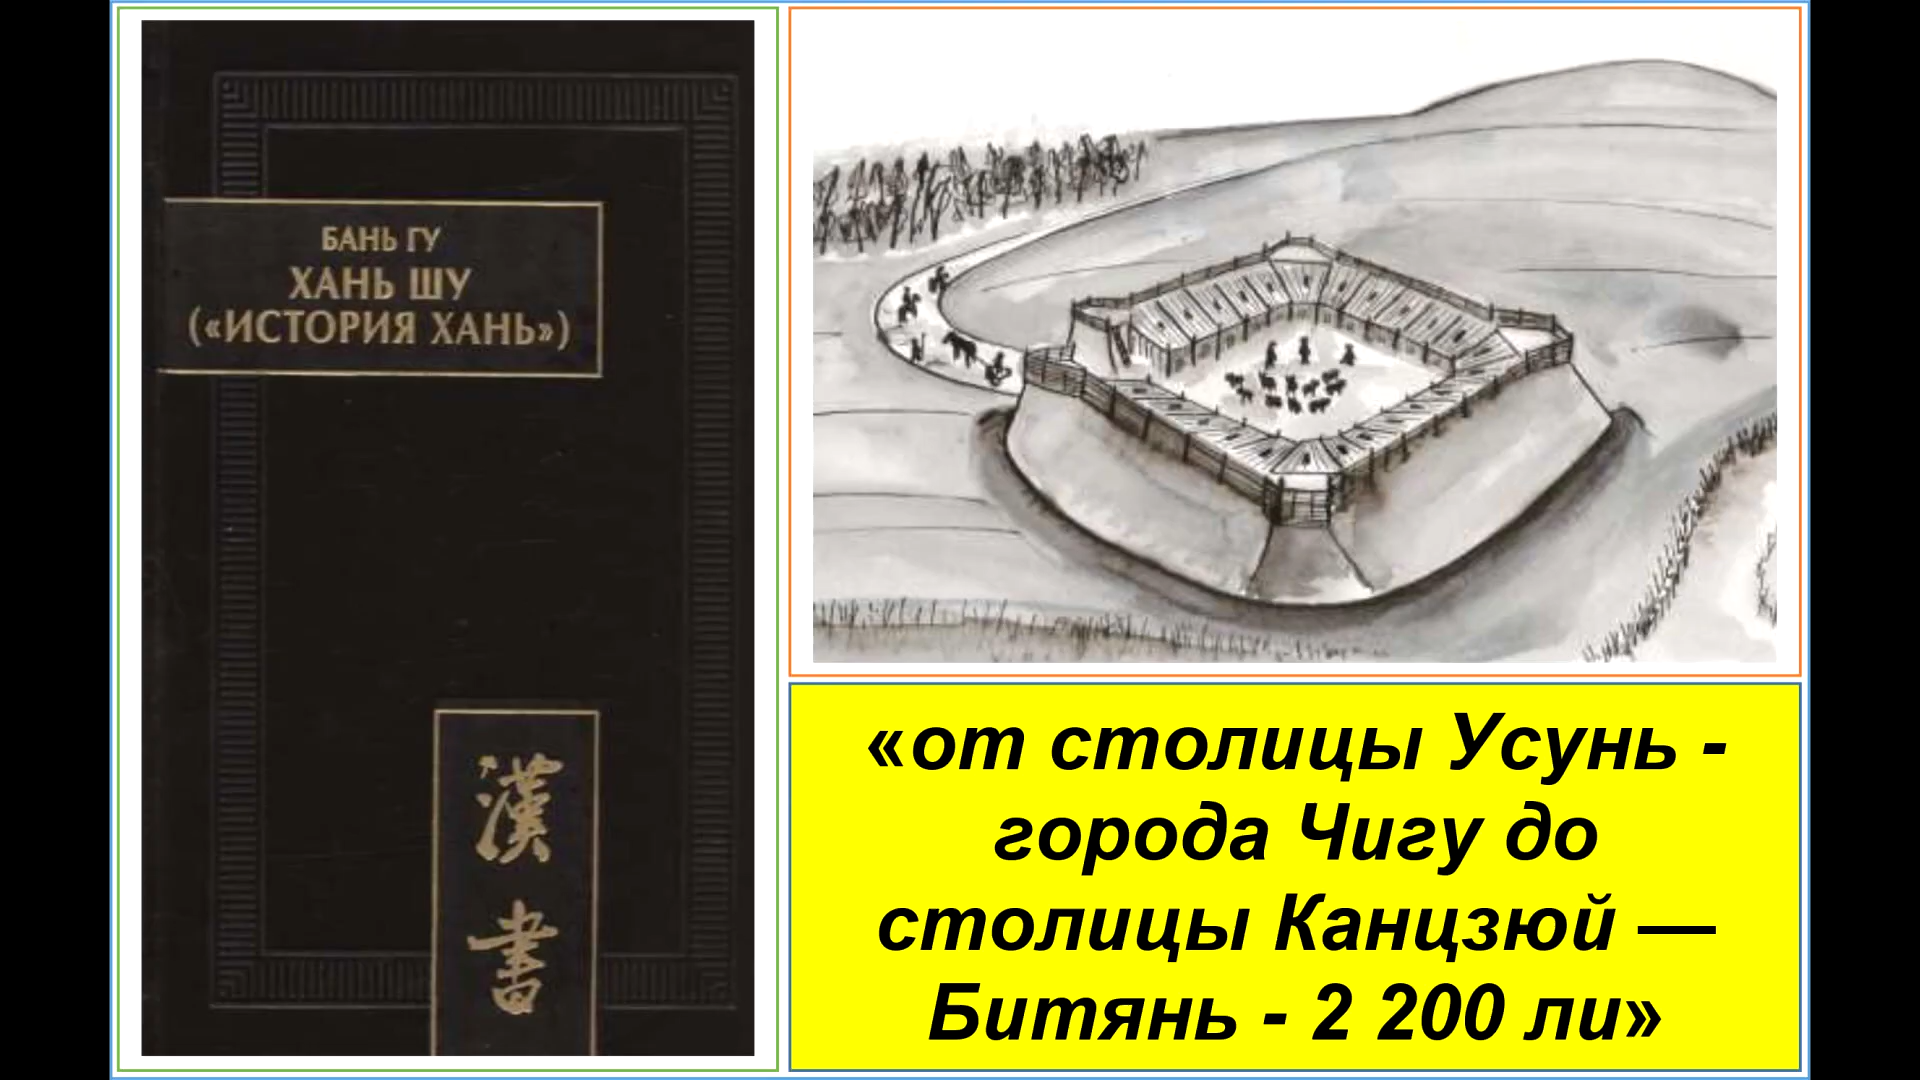 БАНЬ ГУ
ХАНЬ ШУ
(«ИСТОРИЯ ХАНЬ»)
漢
書
«от столицы Усунь -
города Чигу до
столицы Канцзюй —
Битянь - 2 200 ли»